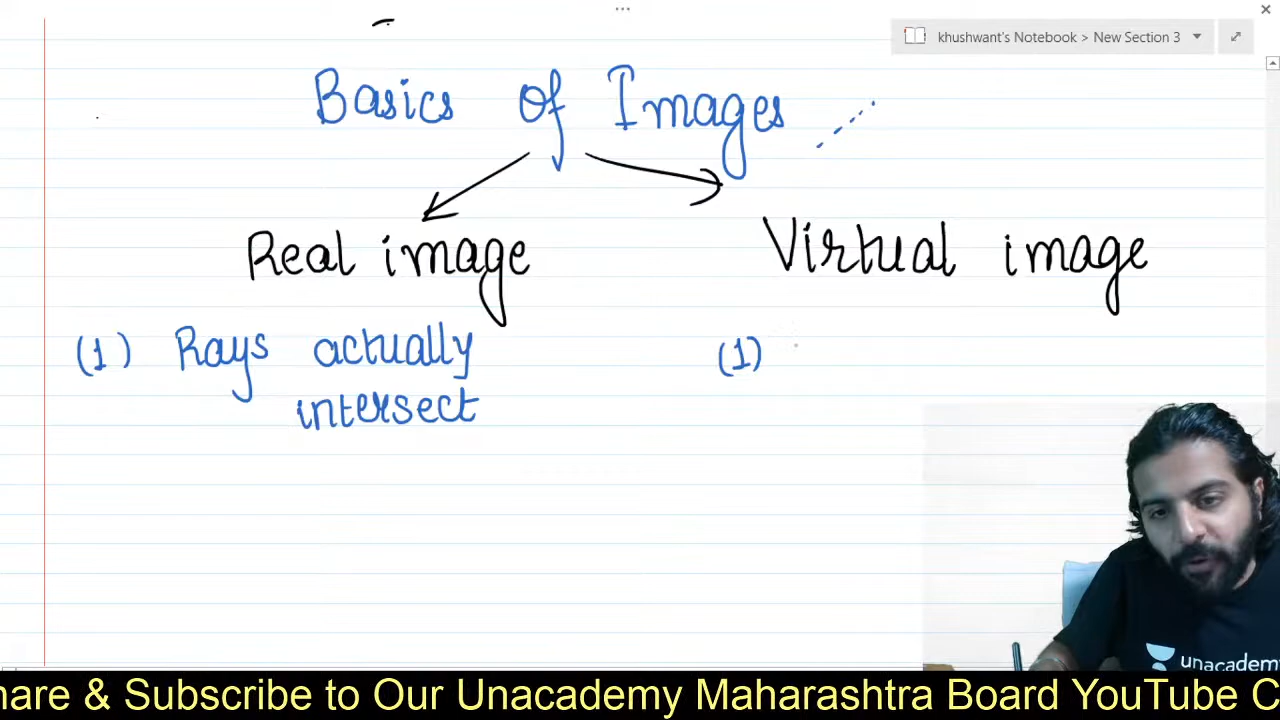 khushwant's Notebook > New Section 3
Basics of Images
Real image
Virtual image
(1) Rays actually
intersect
(1)
unacademy
hare & Subscribe to Our Unacademy Maharashtra Board YouTube C